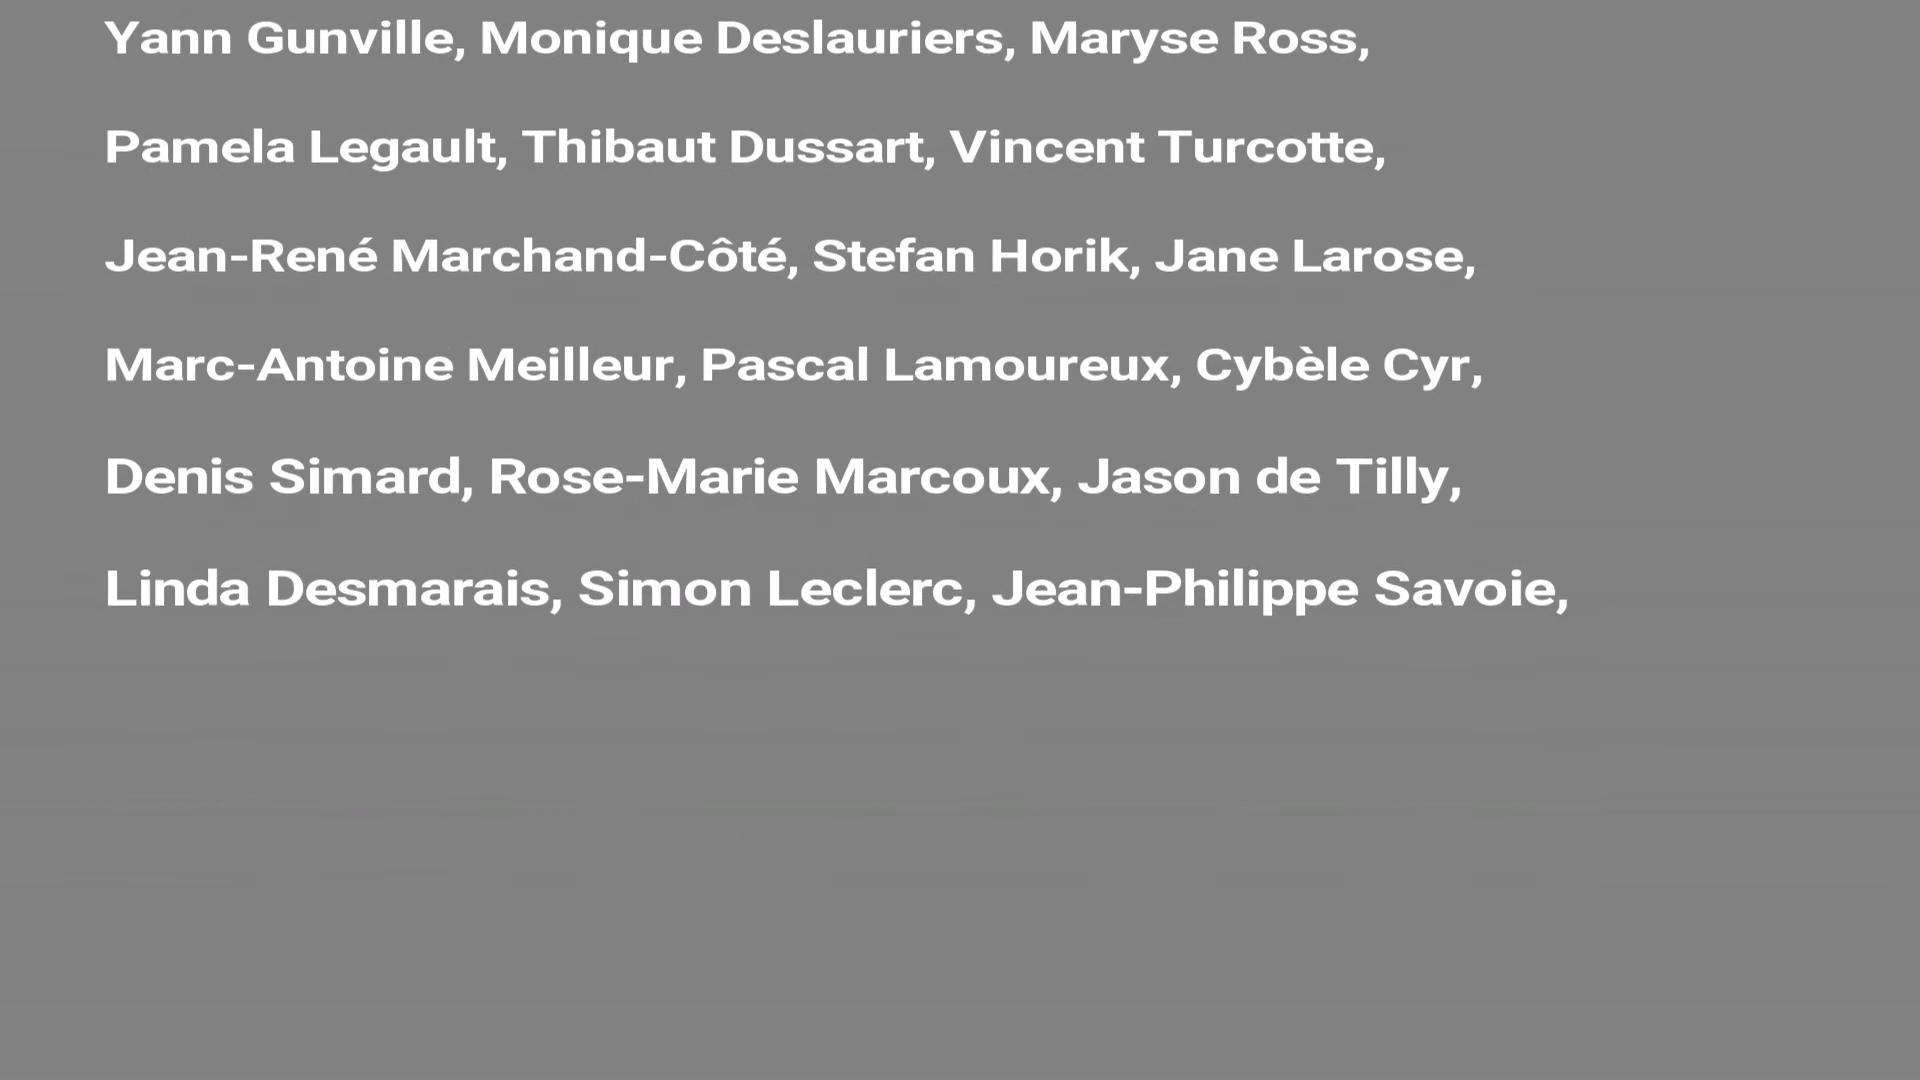 Yann Gunville, Monique Deslauriers, Maryse Ross,
Pamela Legault, Thibaut Dussart, Vincent Turcotte,
Jean-René Marchand-Côté, Stefan Horik, Jane Larose,
Marc-Antoine Meilleur, Pascal Lamoureux, Cybèle Cyr,
Denis Simard, Rose-Marie Marcoux, Jason de Tilly,
Linda Desmarais, Simon Leclerc, Jean-Philippe Savoie,